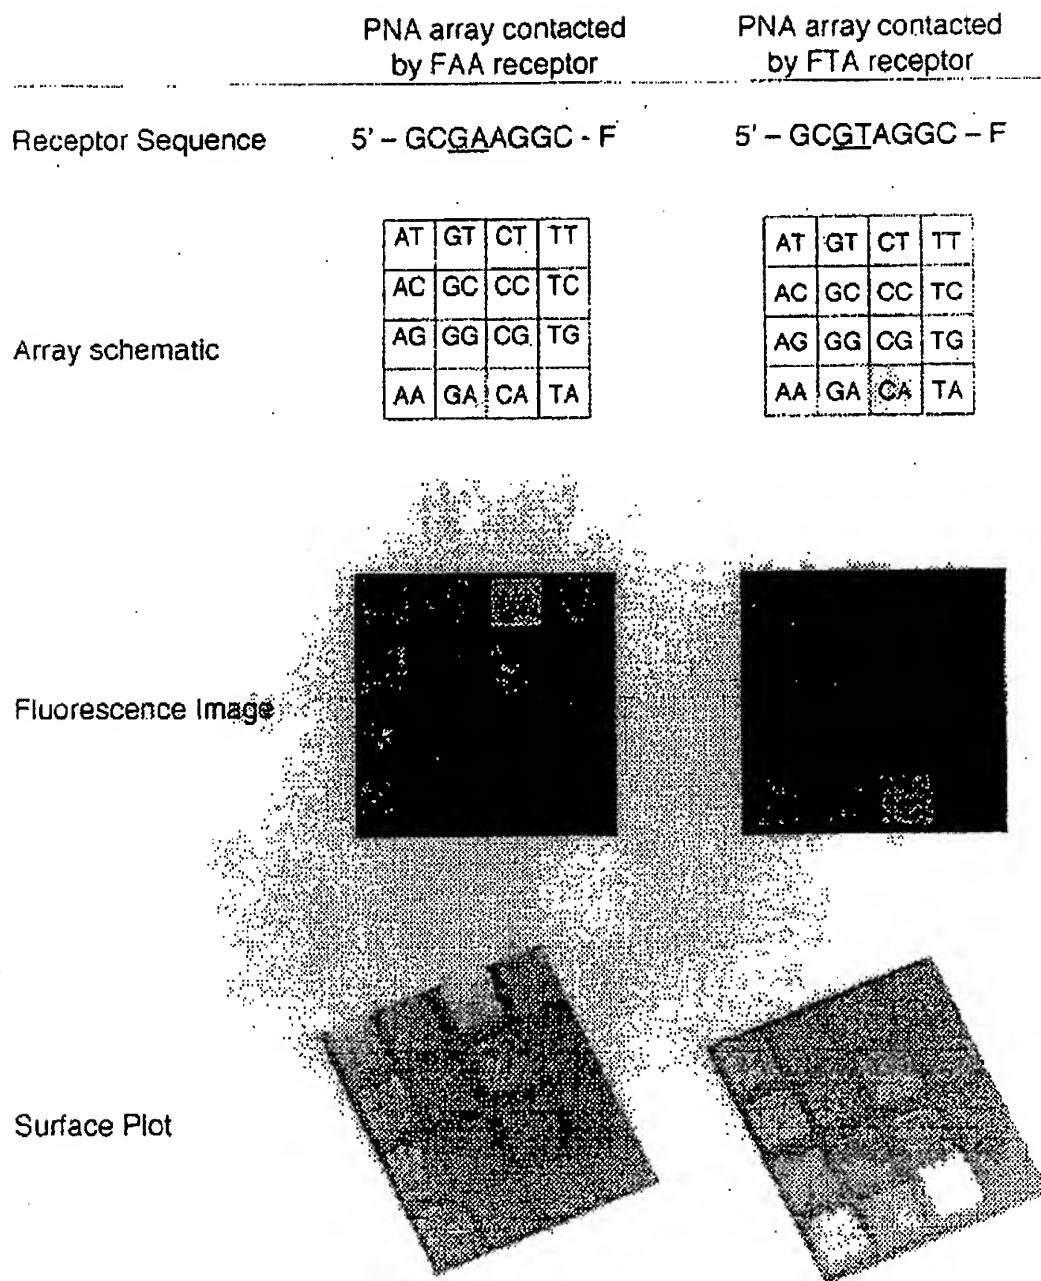 PNA array contacted by FAA receptor
PNA array contacted by FTA receptor
Receptor Sequence
5' – GCGAAGGC - F
5' – GCGTAGGC – F
Array schematic
AT GT CT TT
AC GC CC TC
AG GG CG TG
AA GA CA TA
AT GT CT TT
AC GC CC TC
AG GG CG TG
AA GA CA TA
Fluorescence Image
Surface Plot